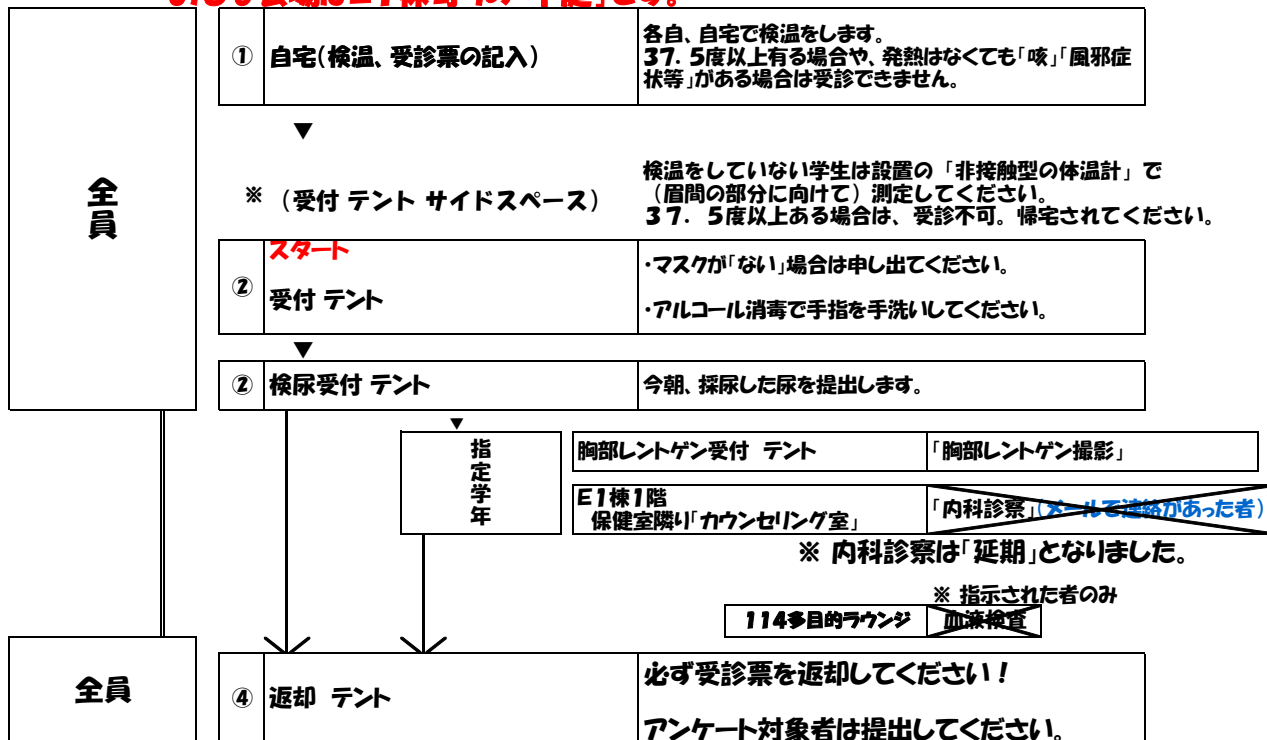 全員
① 自宅(検温、受診票の記入)
各自、自宅で検温をします。
37.5度以上有る場合や、発熱はなくても「咳」「風邪症
状等」がある場合は受診できません。
▼
※ (受付 テント サイドスペース)
検温をしていない学生は設置の「非接触型の体温計」で
(眉間の部分に向けて)測定してください。
37.5度以上ある場合は、受診不可。帰宅されてください。
スタート
② 受付 テント
・マスクが「ない」場合は申し出てください。
・アルコール消毒で手指を手洗いしてください。
▼
② 検尿受付 テント
今朝、採尿した尿を提出します。
▼
指定学年
胸部レントゲン受付 テント
「胸部レントゲン撮影」
E1棟1階
保健室隣り「カウンセリング室」
「内科診察」(メールで連絡があった者)
※ 内科診察は「延期」となりました。
※ 指示された者のみ
114多目的ラウンジ
血液検査
全員
④ 返却 テント
必ず受診票を返却してください!
アンケート対象者は提出してください。